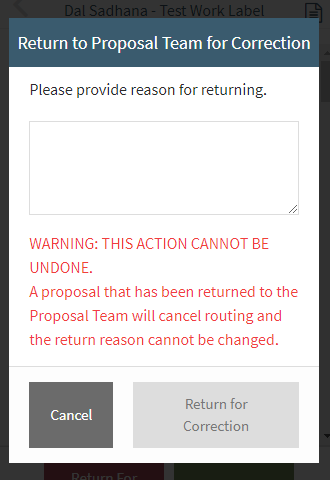 Dal Sadhana - Test Work Label
Return to Proposal Team for Correction
Please provide reason for returning.
WARNING: THIS ACTION CANNOT BE
UNDONE.
A proposal that has been returned to the
Proposal Team will cancel routing and
the return reason cannot be changed.
Cancel
Return for
Correction
Return For